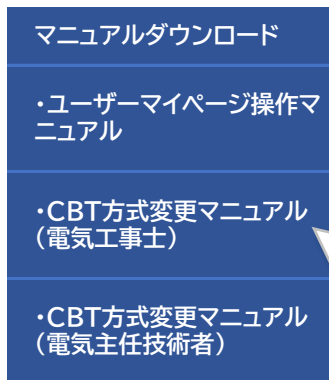 マニュアルダウンロード
・ユーザーマイページ操作マ
ニュアル
・CBT方式変更マニュアル
（電気工事士）
・CBT方式変更マニュアル
（電気主任技術者）